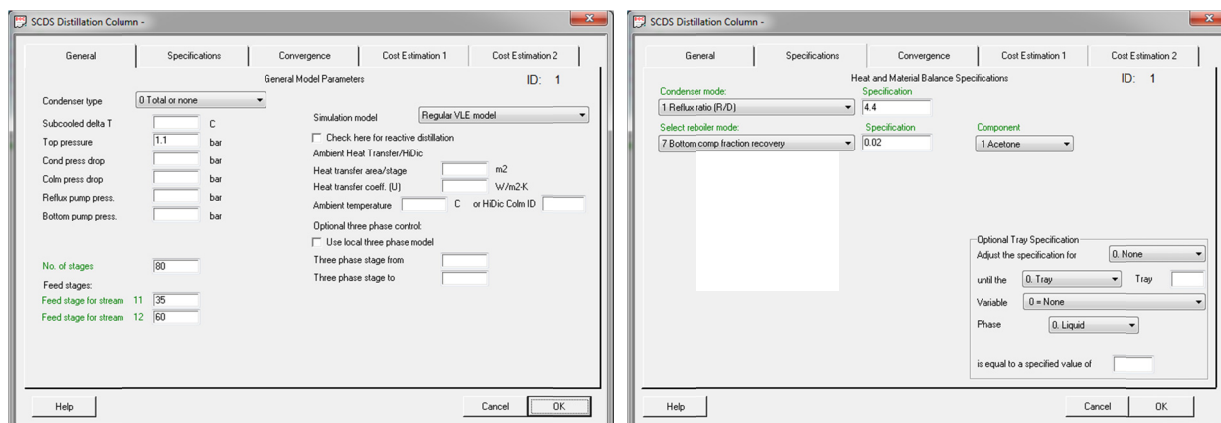 SCDS Distillation Column -
General Specifications Convergence Cost Estimation 1 Cost Estimation 2
General Model Parameters ID: 1
Condenser type 0 Total or none
Subcooled delta T C
Top pressure 1.1 bar
Cond press drop bar
Colm press drop bar
Reflux pump press. bar
Bottom pump press. bar
No. of stages 80
Feed stages:
Feed stage for stream 11 35
Feed stage for stream 12 60
Simulation model Regular VLE model
Check here for reactive distillation
Ambient Heat Transfer/HiDic
Heat transfer area/stage m2
Heat transfer coeff. (U) W/m2-K
Ambient temperature C or HiDic Colm ID
Optional three phase control:
Use local three phase model
Three phase stage from
Three phase stage to
Help Cancel OK
SCDS Distillation Column -
General Specifications Convergence Cost Estimation 1 Cost Estimation 2
Heat and Material Balance Specifications ID: 1
Condenser mode: Specification
1 Reflux ratio (R/D) 4.4
Select reboiler mode: Specification Component
7 Bottom comp fraction recovery 0.02 1 Acetone
Optional Tray Specification
Adjust the specification for 0. None
until the 0. Tray Tray
Variable 0 = None
Phase 0. Liquid
is equal to a specified value of
Help Cancel OK